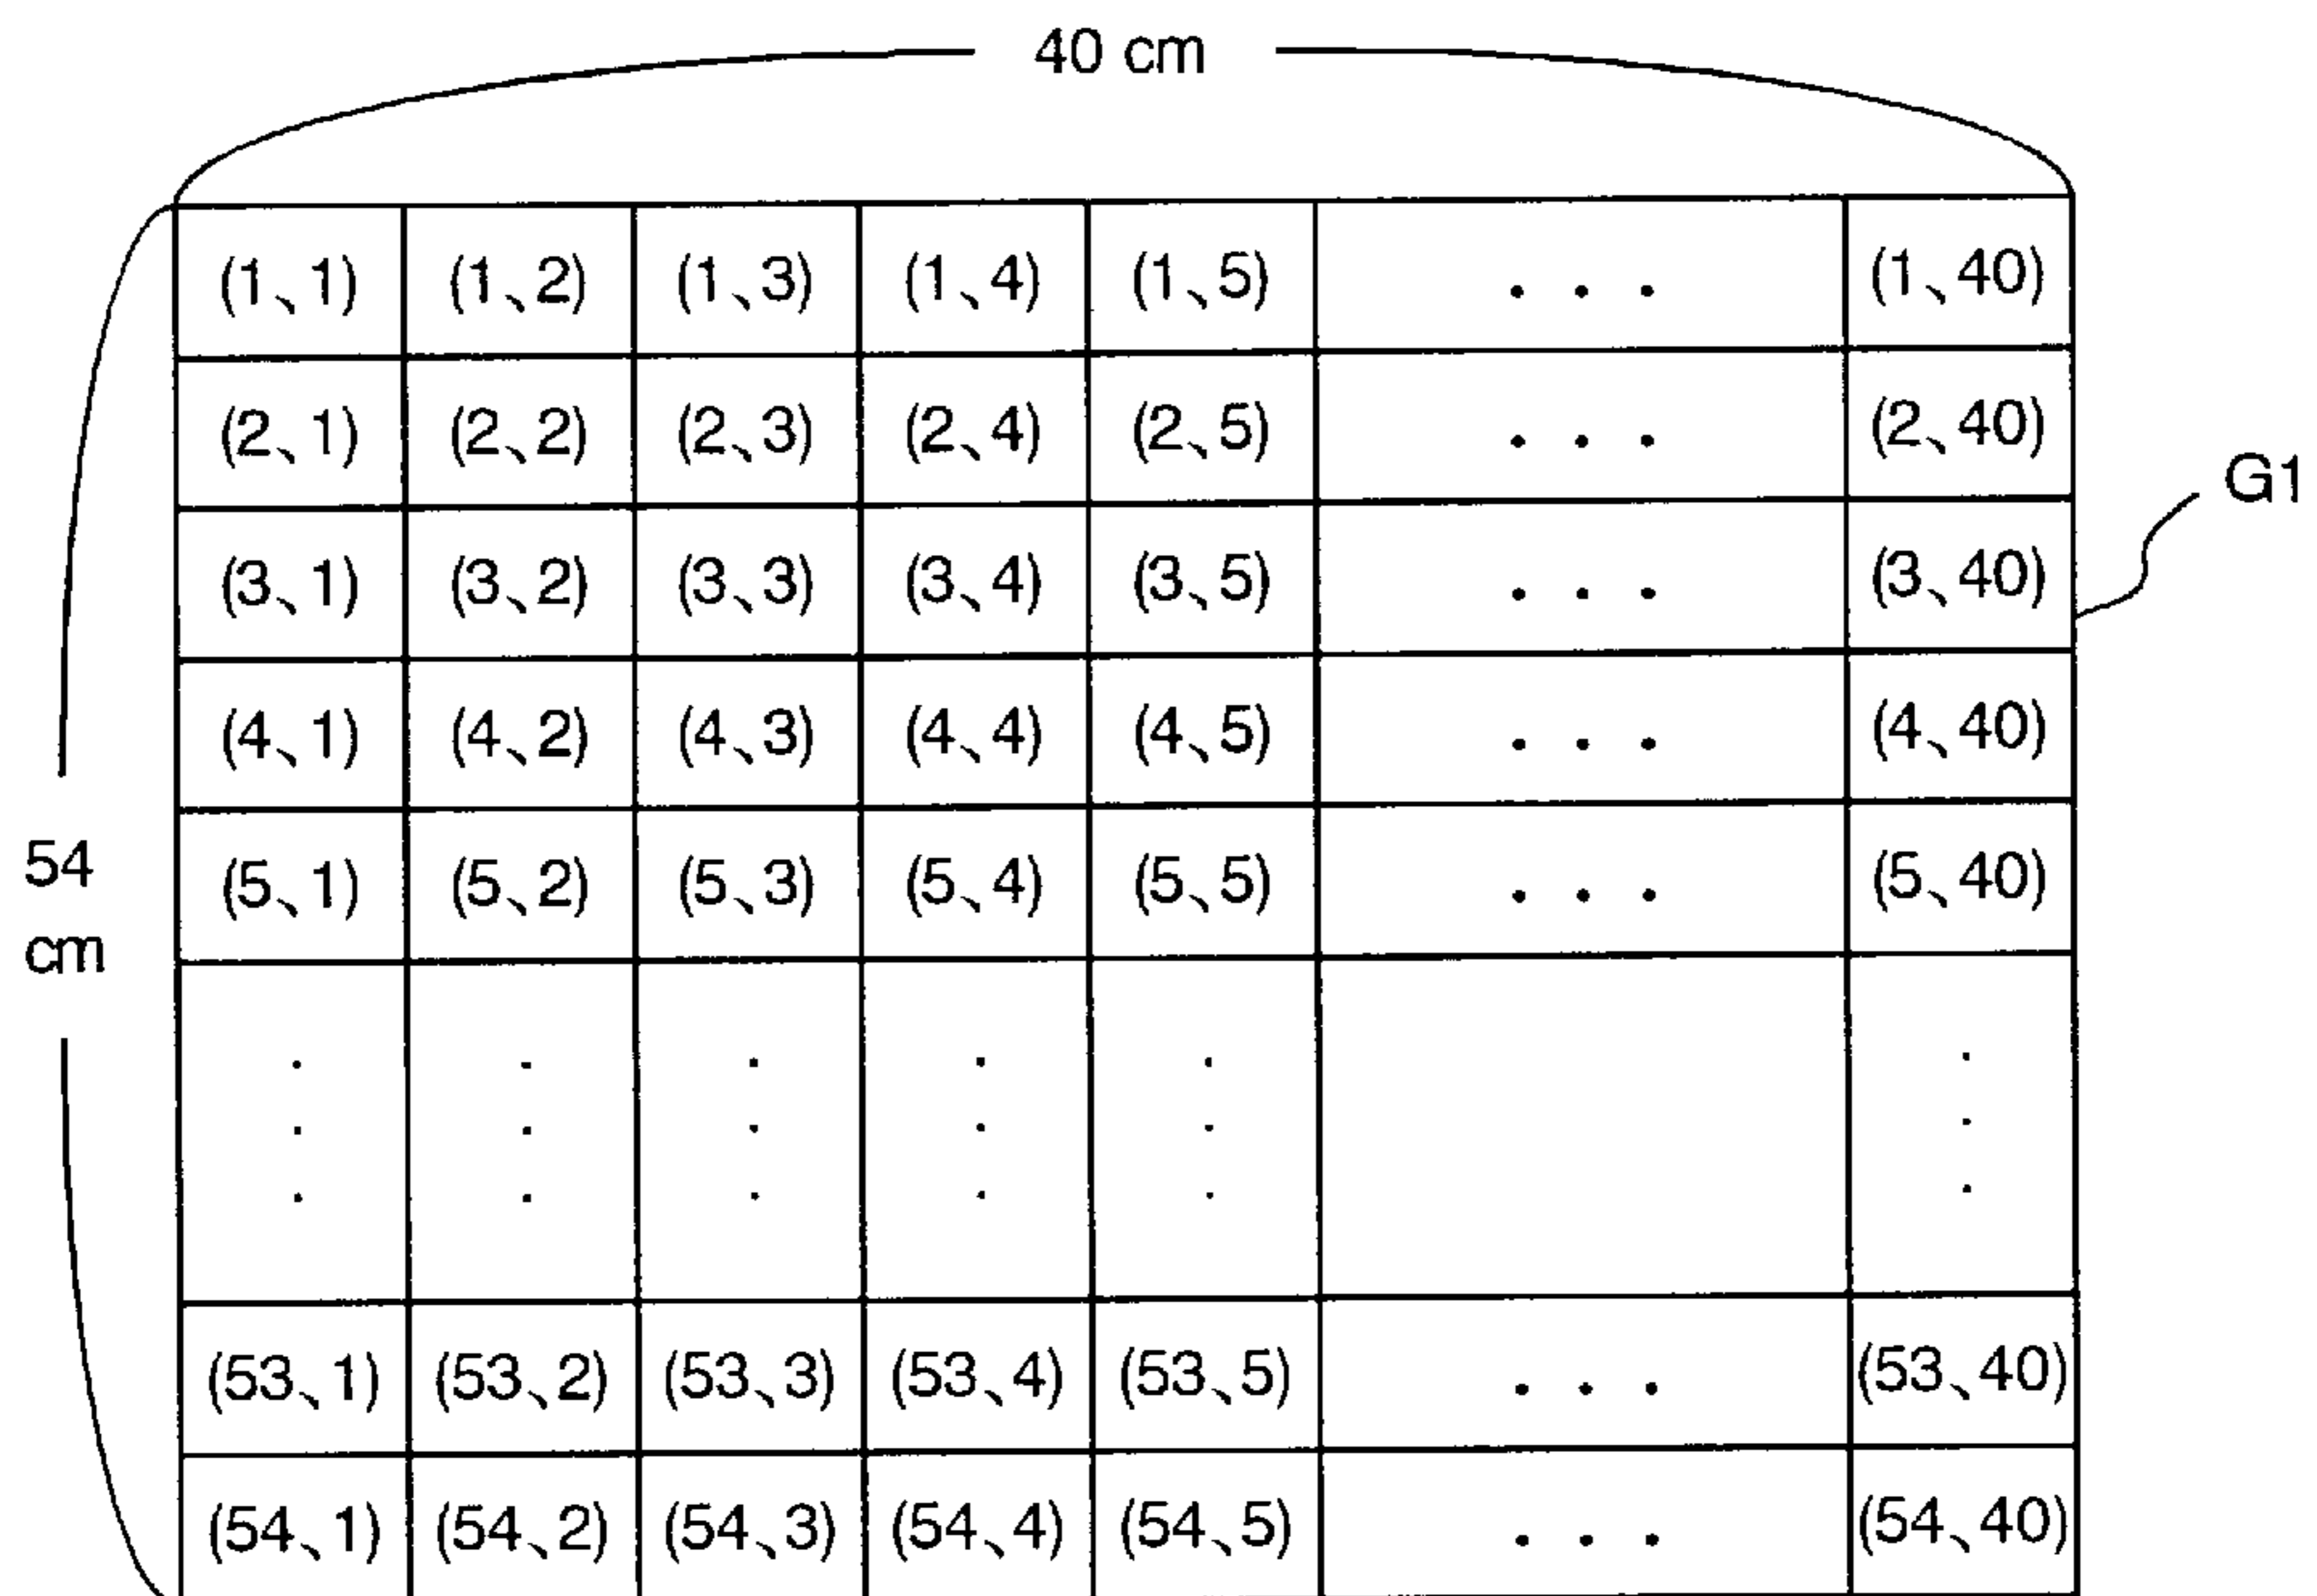 40 cm
(1、1) (1、2) (1、3) (1、4) (1、5) ・・・ (1、40)
(2、1) (2、2) (2、3) (2、4) (2、5) ・・・ (2、40)
G1
(3、1) (3、2) (3、3) (3、4) (3、5) ・・・ (3、40)
(4、1) (4、2) (4、3) (4、4) (4、5) ・・・ (4、40)
54
cm
(5、1) (5、2) (5、3) (5、4) (5、5) ・・・ (5、40)
(53、1) (53、2) (53、3) (53、4) (53、5) ・・・ (53、40)
(54、1) (54、2) (54、3) (54、4) (54、5) ・・・ (54、40)